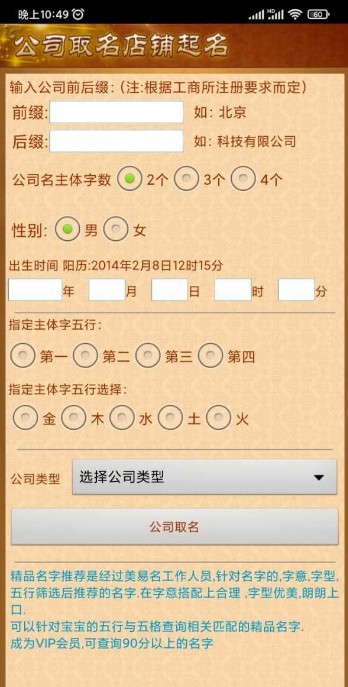 晚上10:49
HD
60
公司取名店铺起名
输入公司前后缀：(注:根据工商所注册要求而定)
前缀: 如: 北京
后缀: 如: 科技有限公司
公司名主体字数 2个 3个 4个
性别: 男 女
出生时间 阳历:2014年2月8日12时15分
年 月 日 时 分
指定主体字五行:
第一 第二 第三 第四
指定主体字五行选择:
金 木 水 土 火
公司类型 选择公司类型
公司取名
精品名字推荐是经过美易名工作人员,针对名字的,字意,字型,
五行筛选后推荐的名字.在字意搭配上合理 ,字型优美,朗朗上
口.
可以针对宝宝的五行与五格查询相关匹配的精品名字.
成为VIP会员,可查询90分以上的名字